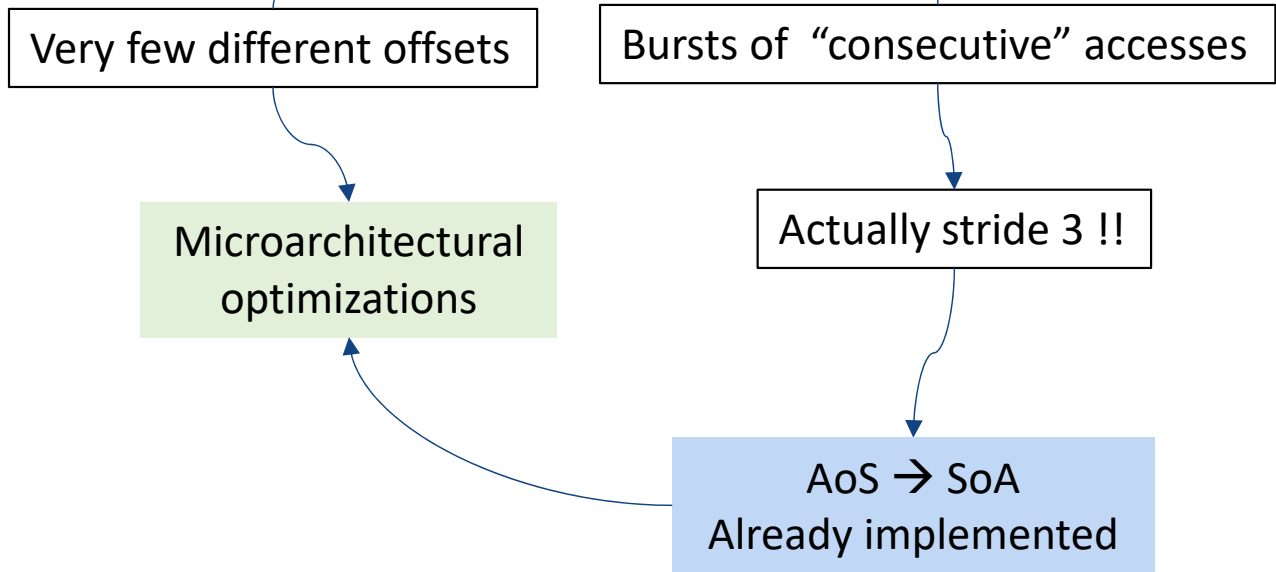 Very few different offsets
Bursts of “consecutive” accesses
Microarchitectural
optimizations
Actually stride 3 !!
AoS → SoA
Already implemented